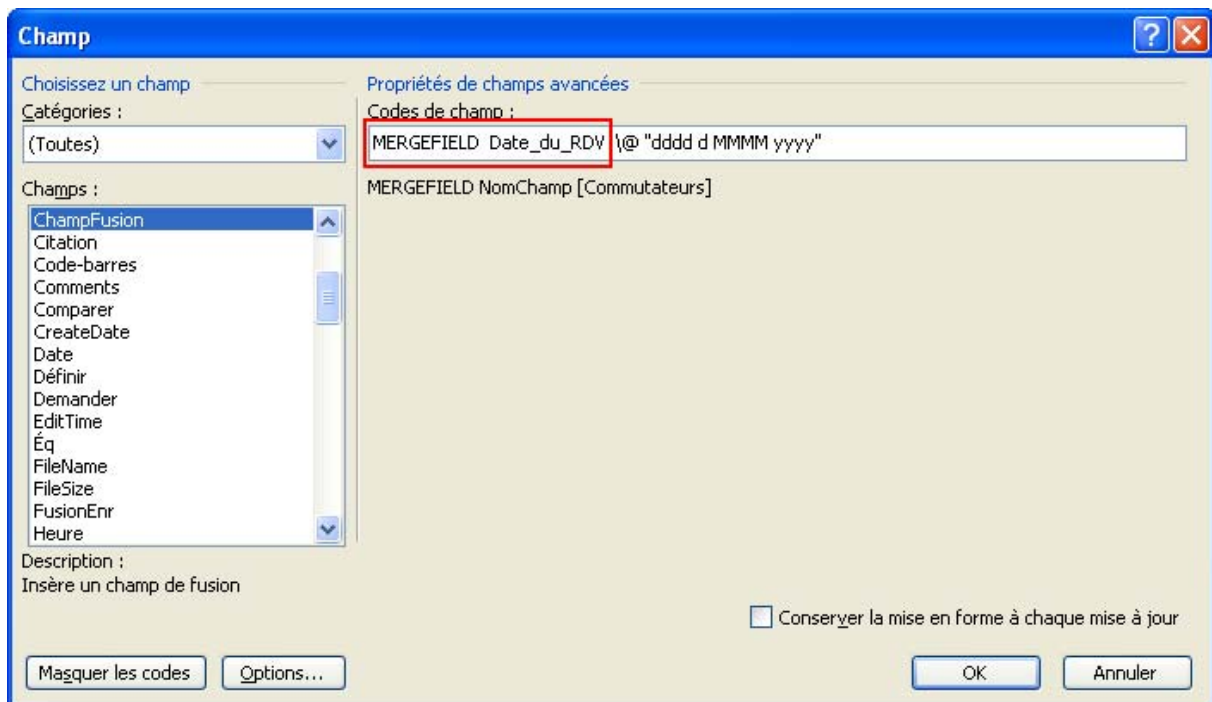 Champ
Choisissez un champ
Catégories :
(Toutes)
Champs :
ChampFusion
Citation
Code-barres
Comments
Comparer
CreateDate
Date
Définir
Demander
EditTime
Éq
FileName
FileSize
FusionEnr
Heure
Description :
Insère un champ de fusion
Propriétés de champs avancées
Codes de champ :
MERGEFIELD Date_du_RDV \@ "dddd d MMMM yyyy"
MERGEFIELD NomChamp [Commutateurs]
Conserver la mise en forme à chaque mise à jour
Masquer les codes
Options...
OK
Annuler